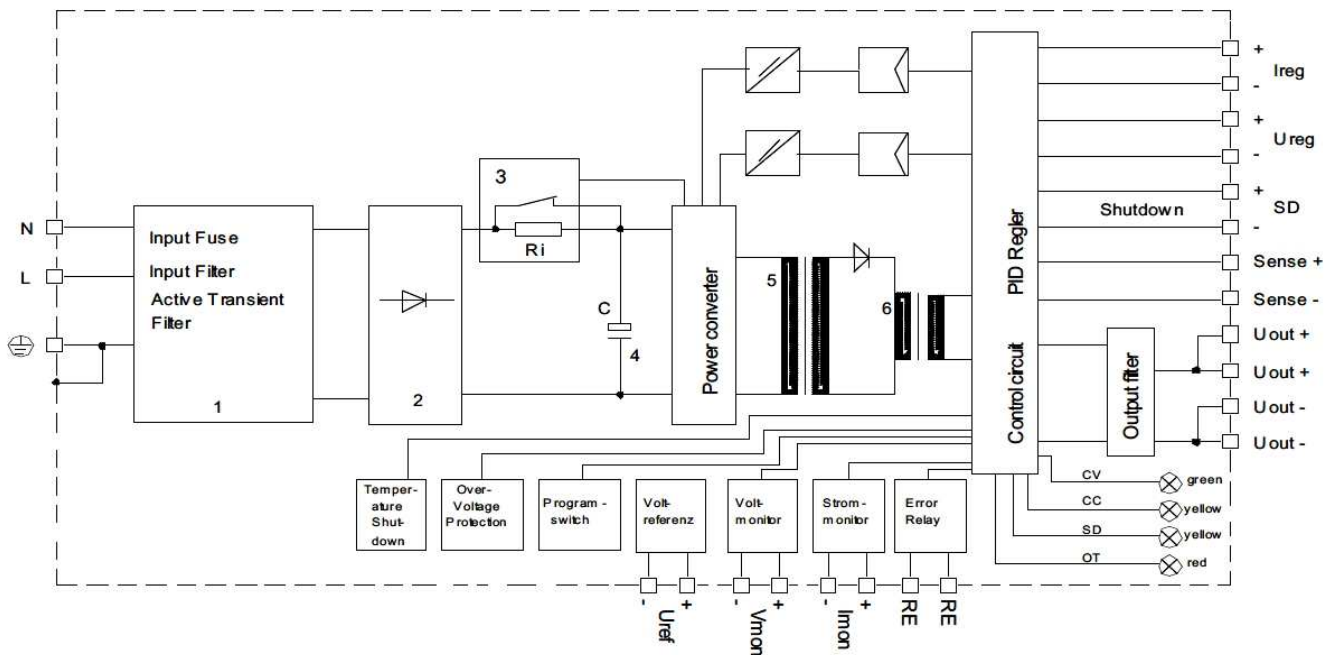 +
Ireg
-
+
Ureg
-
+
Shutdown
SD
-
Sense +
Sense -
Uout +
Uout +
Uout -
Uout -
N
L
Input Fuse
Input Filter
Active Transient
Filter
1
2
3
Ri
C
4
Power converter
5
6
PID Regler
Control circuit
Output filter
Temper-
ature
Shut-
down
Over-
Voltage
Protection
Program-
switch
Volt-
referenz
Volt-
monitor
Strom-
monitor
Error
Relay
CV
green
CC
yellow
SD
yellow
OT
red
-
+
Uref
-
+
Vmon
-
+
Imon
RE
RE